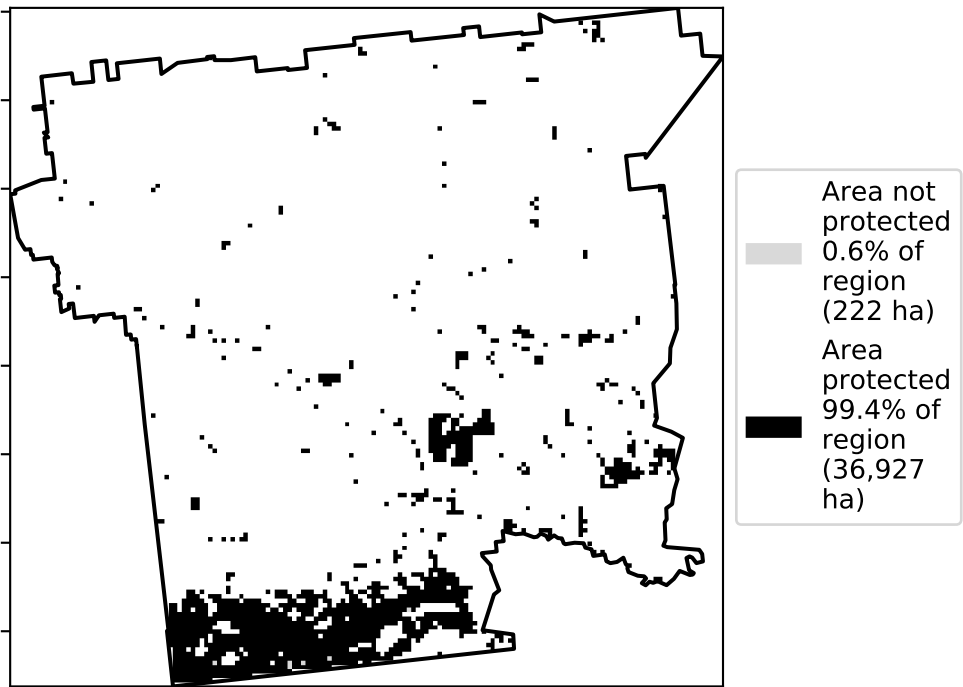 Area not
protected
0.6% of
region
(222 ha)
Area
protected
99.4% of
region
(36,927
ha)